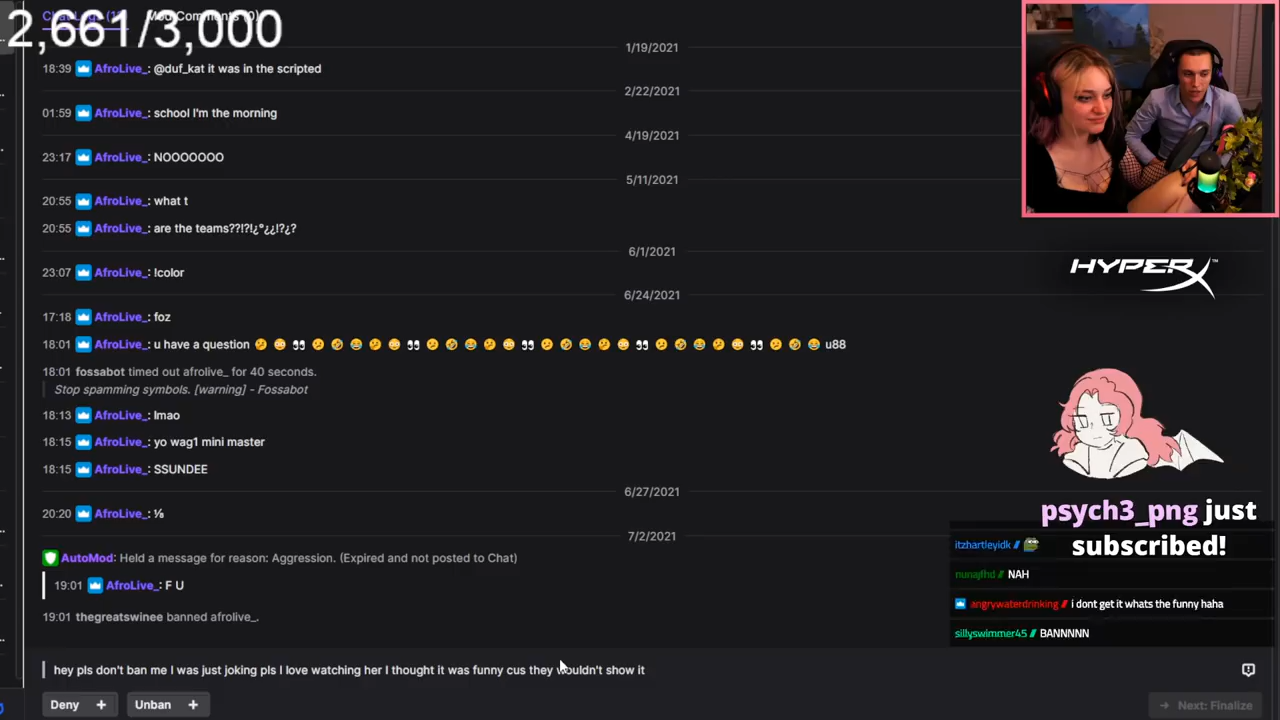 Mod Comments (0)
2,661/3,000
1/19/2021
18:39 AfroLive_: @duf_kat it was in the scripted
2/22/2021
01:59 AfroLive_: school I'm the morning
4/19/2021
23:17 AfroLive_: NOOOOOOO
5/11/2021
20:55 AfroLive_: what t
20:55 AfroLive_: are the teams??!?!¿°¿¿!?¿?
6/1/2021
23:07 AfroLive_: !color
6/24/2021
17:18 AfroLive_: foz
18:01 AfroLive_: u have a question 🤔 😳 👀 😕 🤣 😂 🤔 😳 👀 😕 🤣 😂 🤔 😳 👀 😕 🤣 😂 🤔 😳 👀 😕 🤣 😂 🤔 😳 👀 😕 🤣 😂 u88
18:01 fossabot timed out afrolive_ for 40 seconds.
Stop spamming symbols. [warning] - Fossabot
18:13 AfroLive_: lmao
18:15 AfroLive_: yo wag1 mini master
18:15 AfroLive_: SSUNDEE
6/27/2021
20:20 AfroLive_: ⅛
7/2/2021
AutoMod: Held a message for reason: Aggression. (Expired and not posted to Chat)
19:01 AfroLive_: F U
19:01 thegreatswinee banned afrolive_.
hey pls don't ban me I was just joking pls I love watching her I thought it was funny cus they wouldn't show it
Deny +
Unban +
Next: Finalize
HYPERX™
psych3_png just
subscribed!
itzhartleyidk //
nunajfhd // NAH
angrywaterdrinking // i dont get it whats the funny haha
sillyswimmer45 // BANNNNN